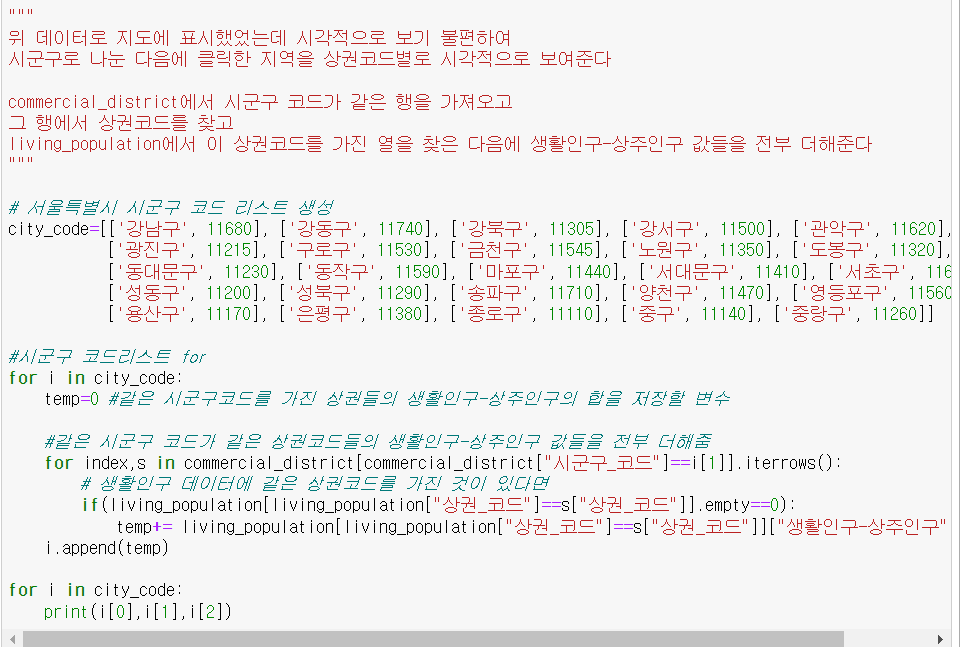 """
위 데이터로 지도에 표시했었는데 시각적으로 보기 불편하여
시군구로 나눈 다음에 클릭한 지역을 상권코드별로 시각적으로 보여준다
commercial_district에서 시군구 코드가 같은 행을 가져오고
그 행에서 상권코드를 찾고
living_population에서 이 상권코드를 가진 열을 찾은 다음에 생활인구-상주인구 값들을 전부 더해준다
"""
# 서울특별시 시군구 코드 리스트 생성
city_code=[['강남구', 11680], ['강동구', 11740], ['강북구', 11305], ['강서구', 11500], ['관악구', 11620],
['광진구', 11215], ['구로구', 11530], ['금천구', 11545], ['노원구', 11350], ['도봉구', 11320],
['동대문구', 11230], ['동작구', 11590], ['마포구', 11440], ['서대문구', 11410], ['서초구', 116
['성동구', 11200], ['성북구', 11290], ['송파구', 11710], ['양천구', 11470], ['영등포구', 11560
['용산구', 11170], ['은평구', 11380], ['종로구', 11110], ['중구', 11140], ['중랑구', 11260]]
#시군구 코드리스트 for
for i in city_code:
temp=0 #같은 시군구코드를 가진 상권들의 생활인구-상주인구의 합을 저장할 변수
#같은 시군구 코드가 같은 상권코드들의 생활인구-상주인구 값들을 전부 더해줌
for index,s in commercial_district[commercial_district["시군구_코드"]==i[1]].iterrows():
# 생활인구 데이터에 같은 상권코드를 가진 것이 있다면
if(living_population[living_population["상권_코드"]==s["상권_코드"]].empty==0):
temp+= living_population[living_population["상권_코드"]==s["상권_코드"]]["생활인구-상주인구"
i.append(temp)
for i in city_code:
print(i[0],i[1],i[2])